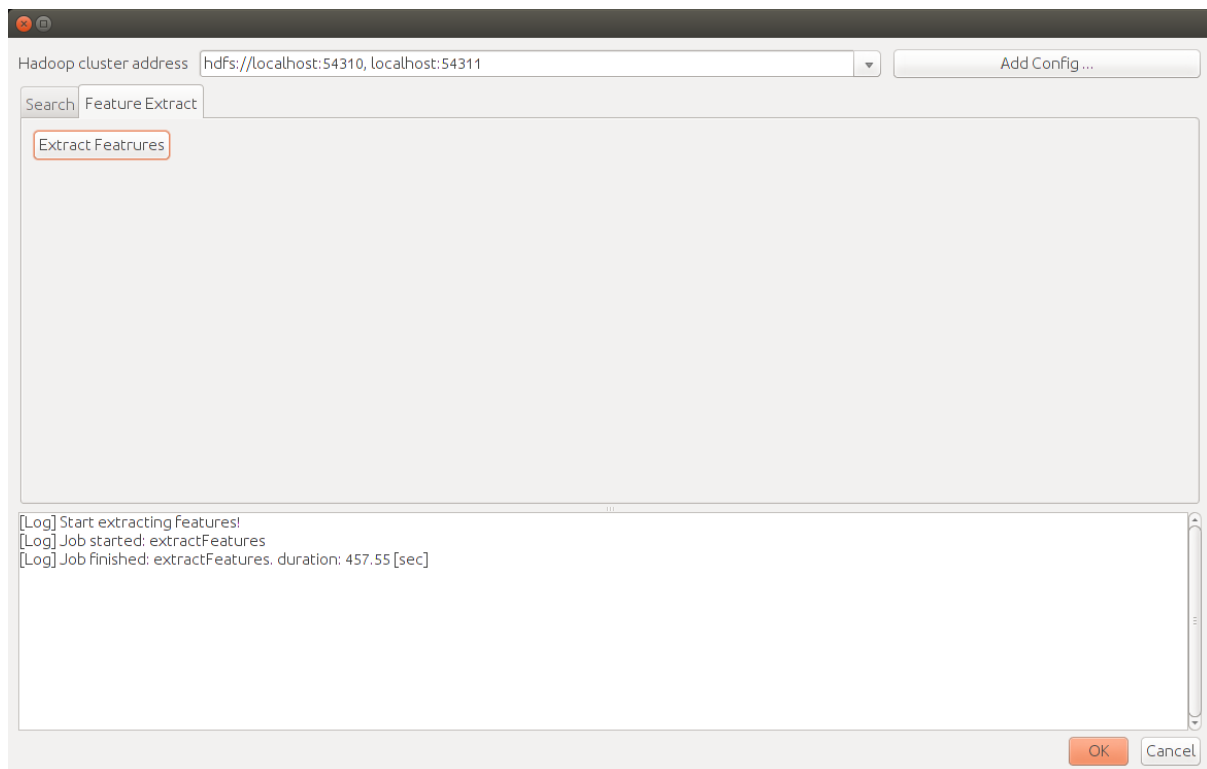 Hadoop cluster address hdfs://localhost:54310, localhost:54311 Add Config ...
Search Feature Extract
Extract Featrures
[Log] Start extracting features!
[Log] Job started: extractFeatures
[Log] Job finished: extractFeatures. duration: 457.55 [sec]
OK Cancel